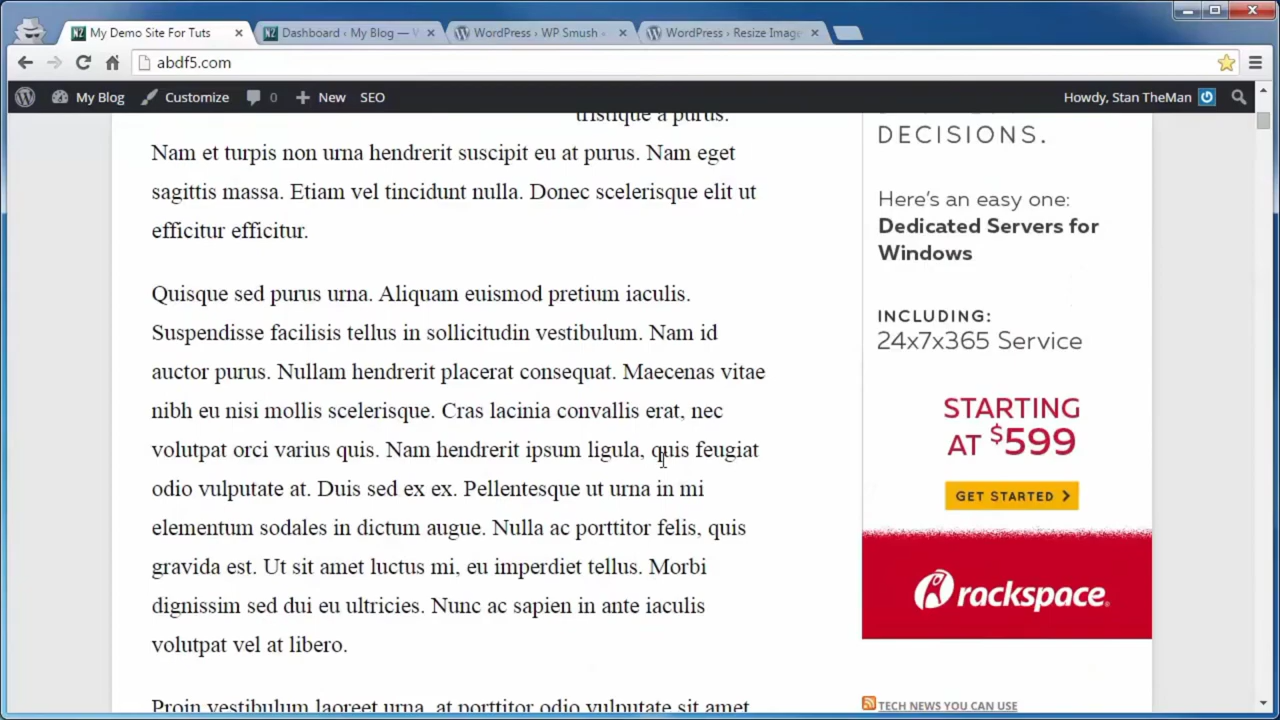 My Demo Site For Tuts
Dashboard ‹ My Blog —
WordPress › WP Smush «
WordPress › Resize Image
abdf5.com
My Blog
Customize
0
New
SEO
Howdy, Stan TheMan
tristique a purus.
Nam et turpis non urna hendrerit suscipit eu at purus. Nam eget
sagittis massa. Etiam vel tincidunt nulla. Donec scelerisque elit ut
efficitur efficitur.
Quisque sed purus urna. Aliquam euismod pretium iaculis.
Suspendisse facilisis tellus in sollicitudin vestibulum. Nam id
auctor purus. Nullam hendrerit placerat consequat. Maecenas vitae
nibh eu nisi mollis scelerisque. Cras lacinia convallis erat, nec
volutpat orci varius quis. Nam hendrerit ipsum ligula, quis feugiat
odio vulputate at. Duis sed ex ex. Pellentesque ut urna in mi
elementum sodales in dictum augue. Nulla ac porttitor felis, quis
gravida est. Ut sit amet luctus mi, eu imperdiet tellus. Morbi
dignissim sed dui eu ultricies. Nunc ac sapien in ante iaculis
volutpat vel at libero.
Proin vestibulum laoreet urna, at porttitor odio vulputate sit amet
DECISIONS.
Here's an easy one:
Dedicated Servers for
Windows
INCLUDING:
24x7x365 Service
STARTING
AT $599
GET STARTED
rackspace
TECH NEWS YOU CAN USE